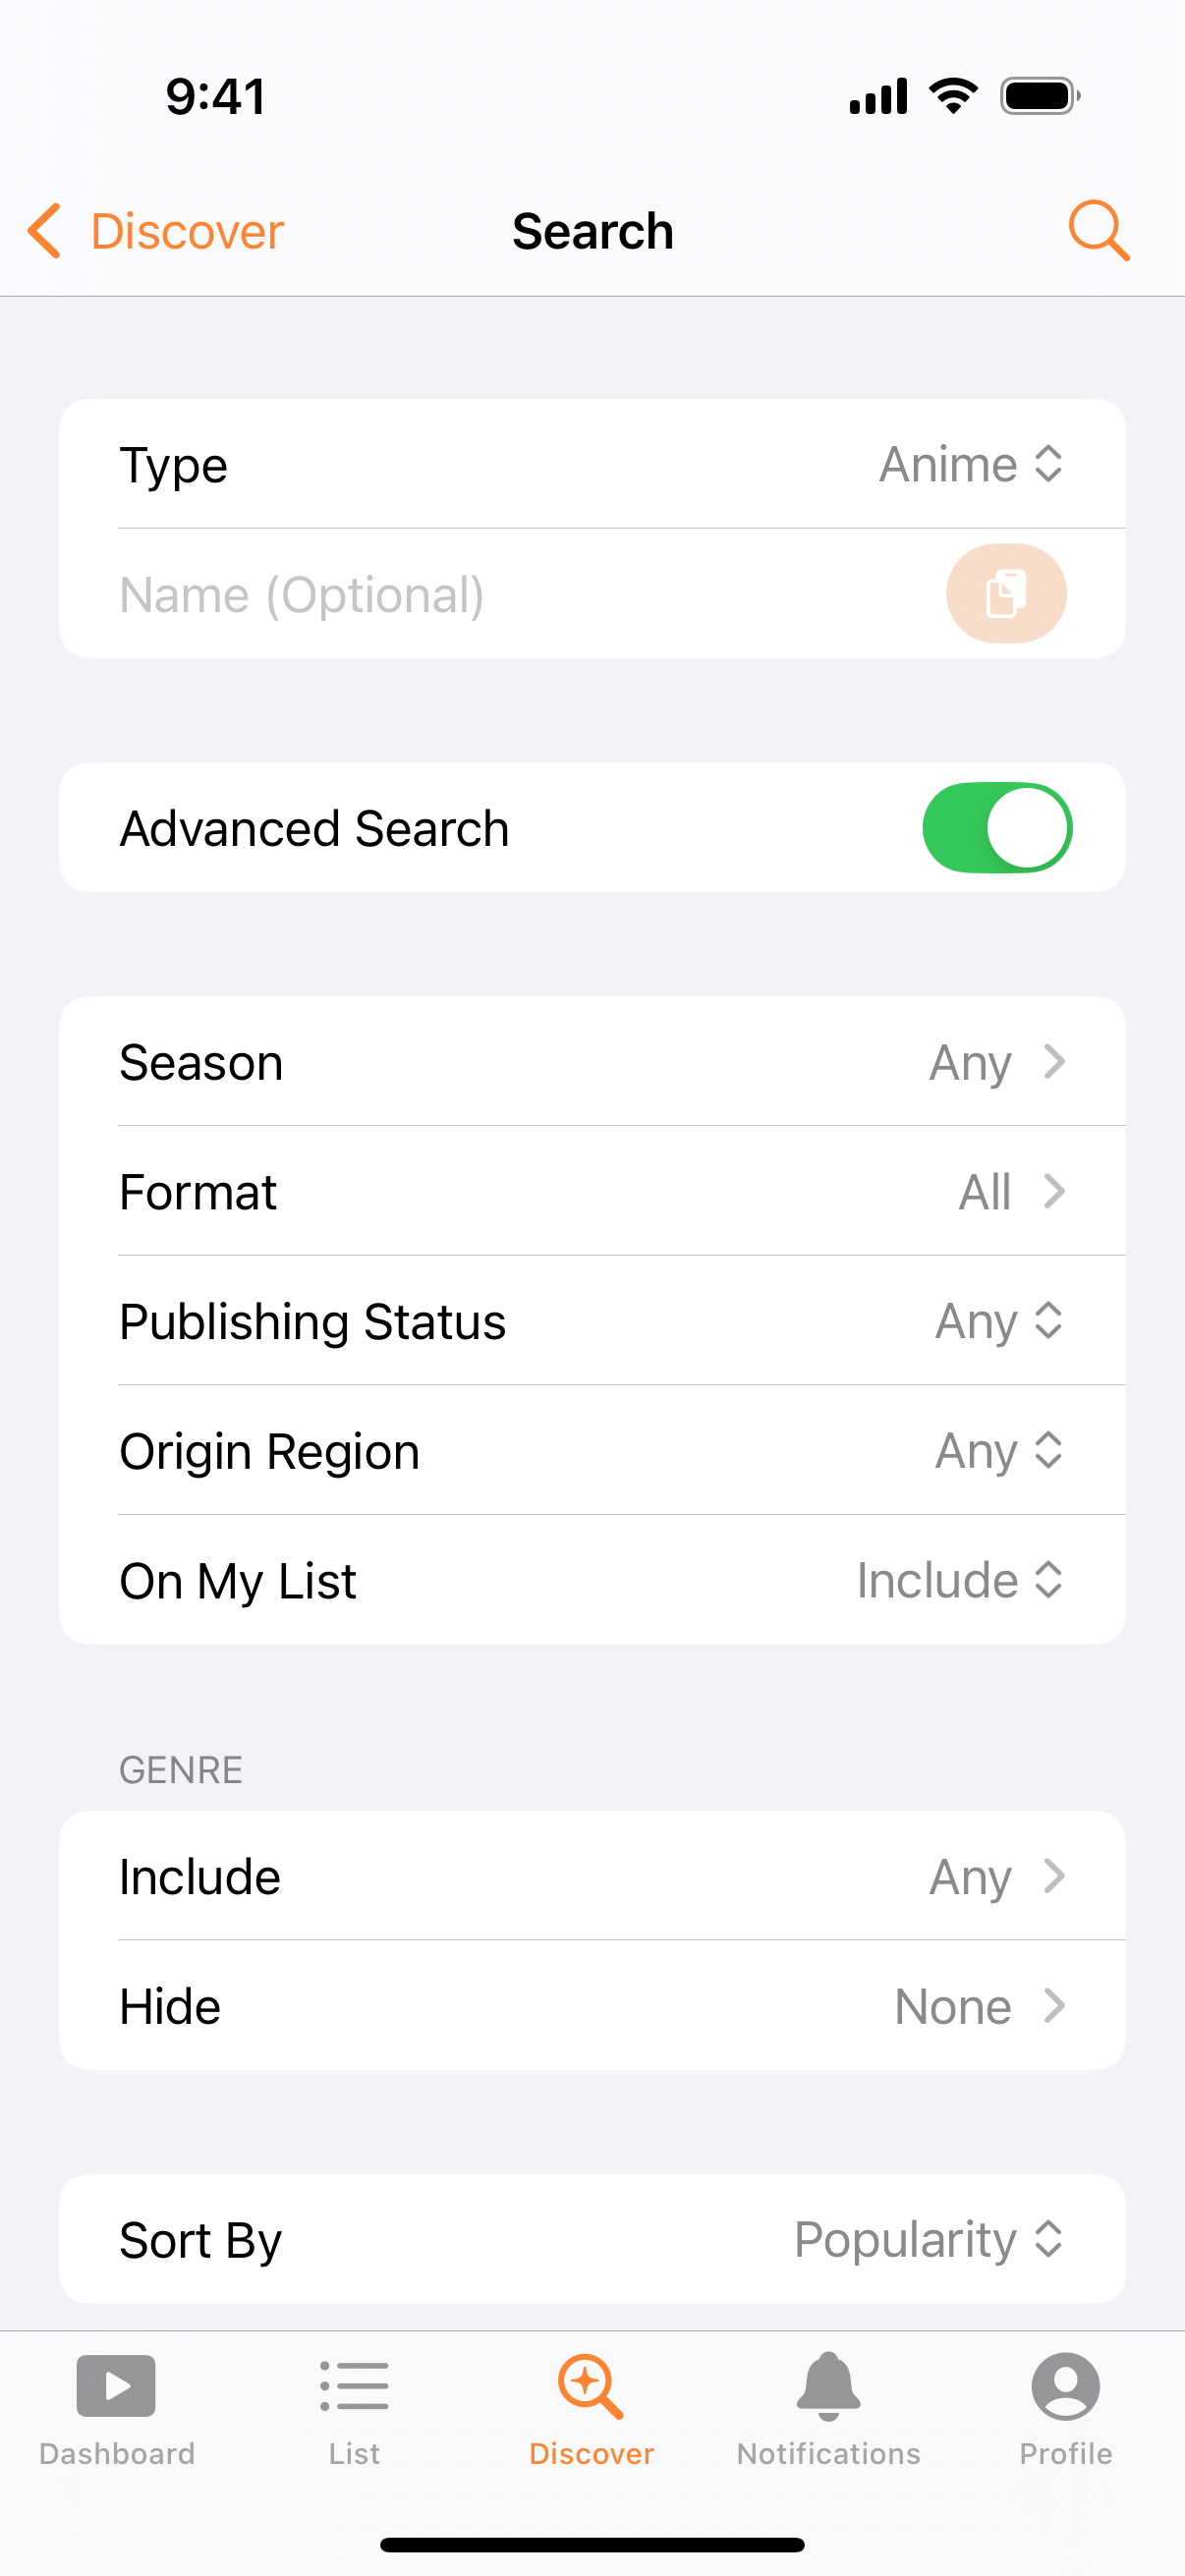 9:41
Discover
Search
Type
Anime
Name (Optional)
Advanced Search
Season
Any
Format
All
Publishing Status
Any
Origin Region
Any
On My List
Include
GENRE
Include
Any
Hide
None
Sort By
Popularity
Dashboard
List
Discover
Notifications
Profile